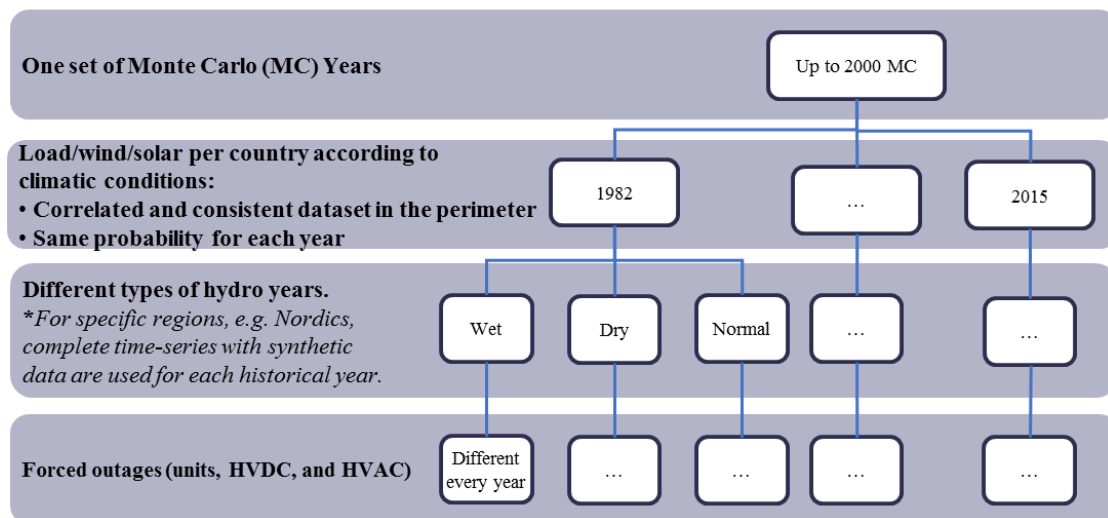 One set of Monte Carlo (MC) Years
Up to 2000 MC
Load/wind/solar per country according to
climatic conditions:
• Correlated and consistent dataset in the perimeter
• Same probability for each year
1982
...
2015
Different types of hydro years.
*For specific regions, e.g. Nordics,
complete time-series with synthetic
data are used for each historical year.
Wet
Dry
Normal
...
...
Forced outages (units, HVDC, and HVAC)
Different
every year
...
...
...
...